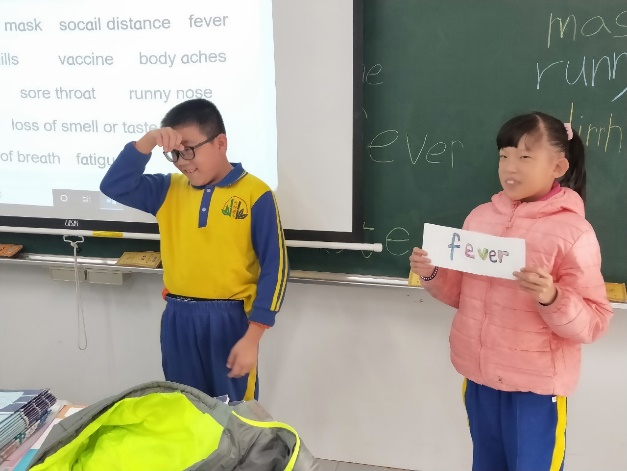 mask socail distance fever
ills vaccine body aches
sore throat runny nose
loss of smell or taste
of breath fatigu
mas
runn
ever
fever